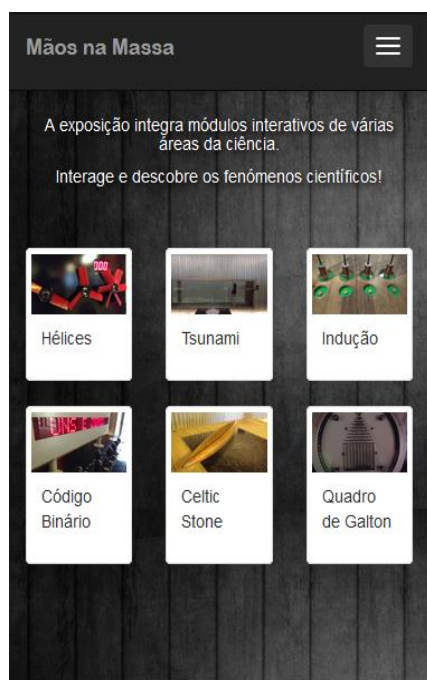 Mãos na Massa
A exposição integra módulos interativos de várias
áreas da ciência.
Interage e descobre os fenómenos científicos!
Hélices
Tsunami
Indução
Código
Binário
Celtic
Stone
Quadro
de Galton